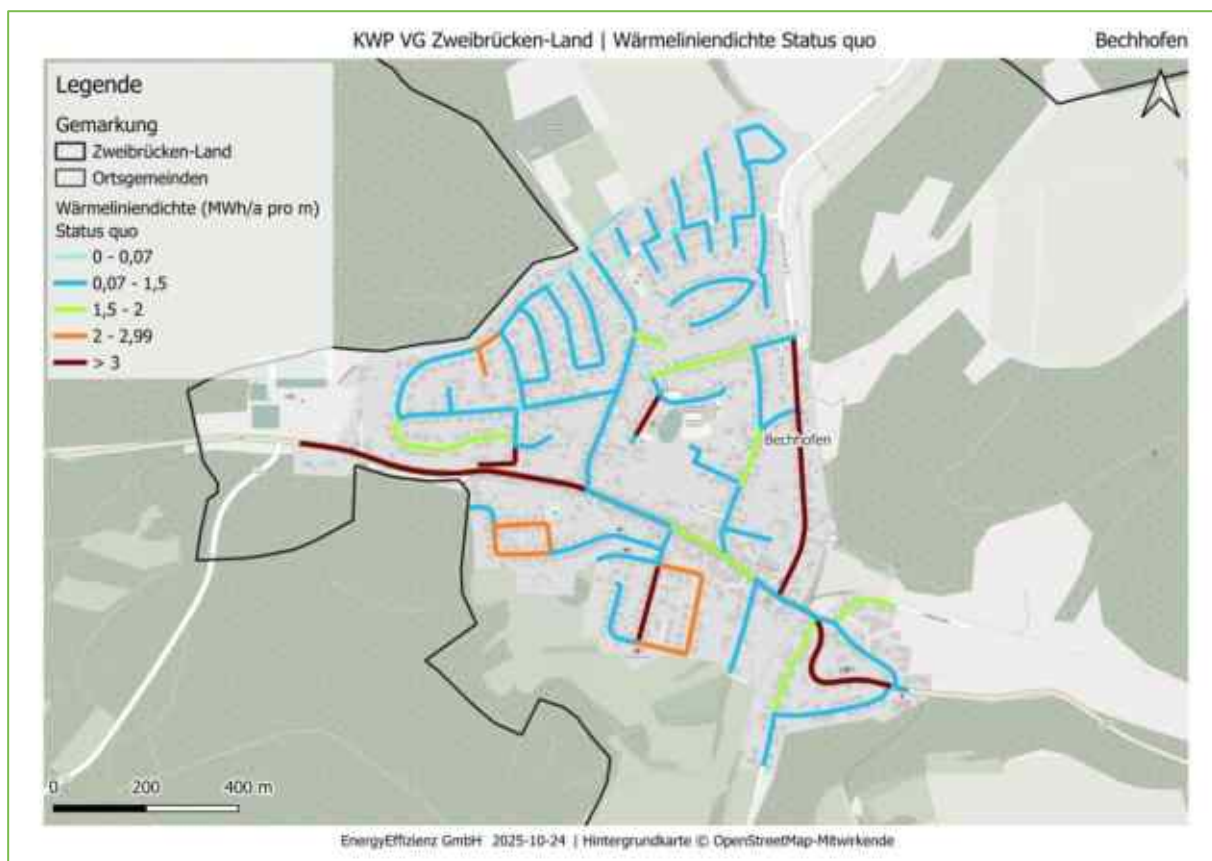 KWP VG Zweibrücken-Land | Wärmeliniendichte Status quo
Bechhofen
Legende
Gemarkung
Zweibrücken-Land
Ortsgemeinden
Wärmeliniendichte (MWh/a pro m)
Status quo
0 - 0,07
0,07 - 1,5
1,5 - 2
2 - 2,99
> 3
Bechhofen
0 200 400 m
EnergyEffizienz GmbH 2025-10-24 | Hintergrundkarte © OpenStreetMap-Mitwirkende